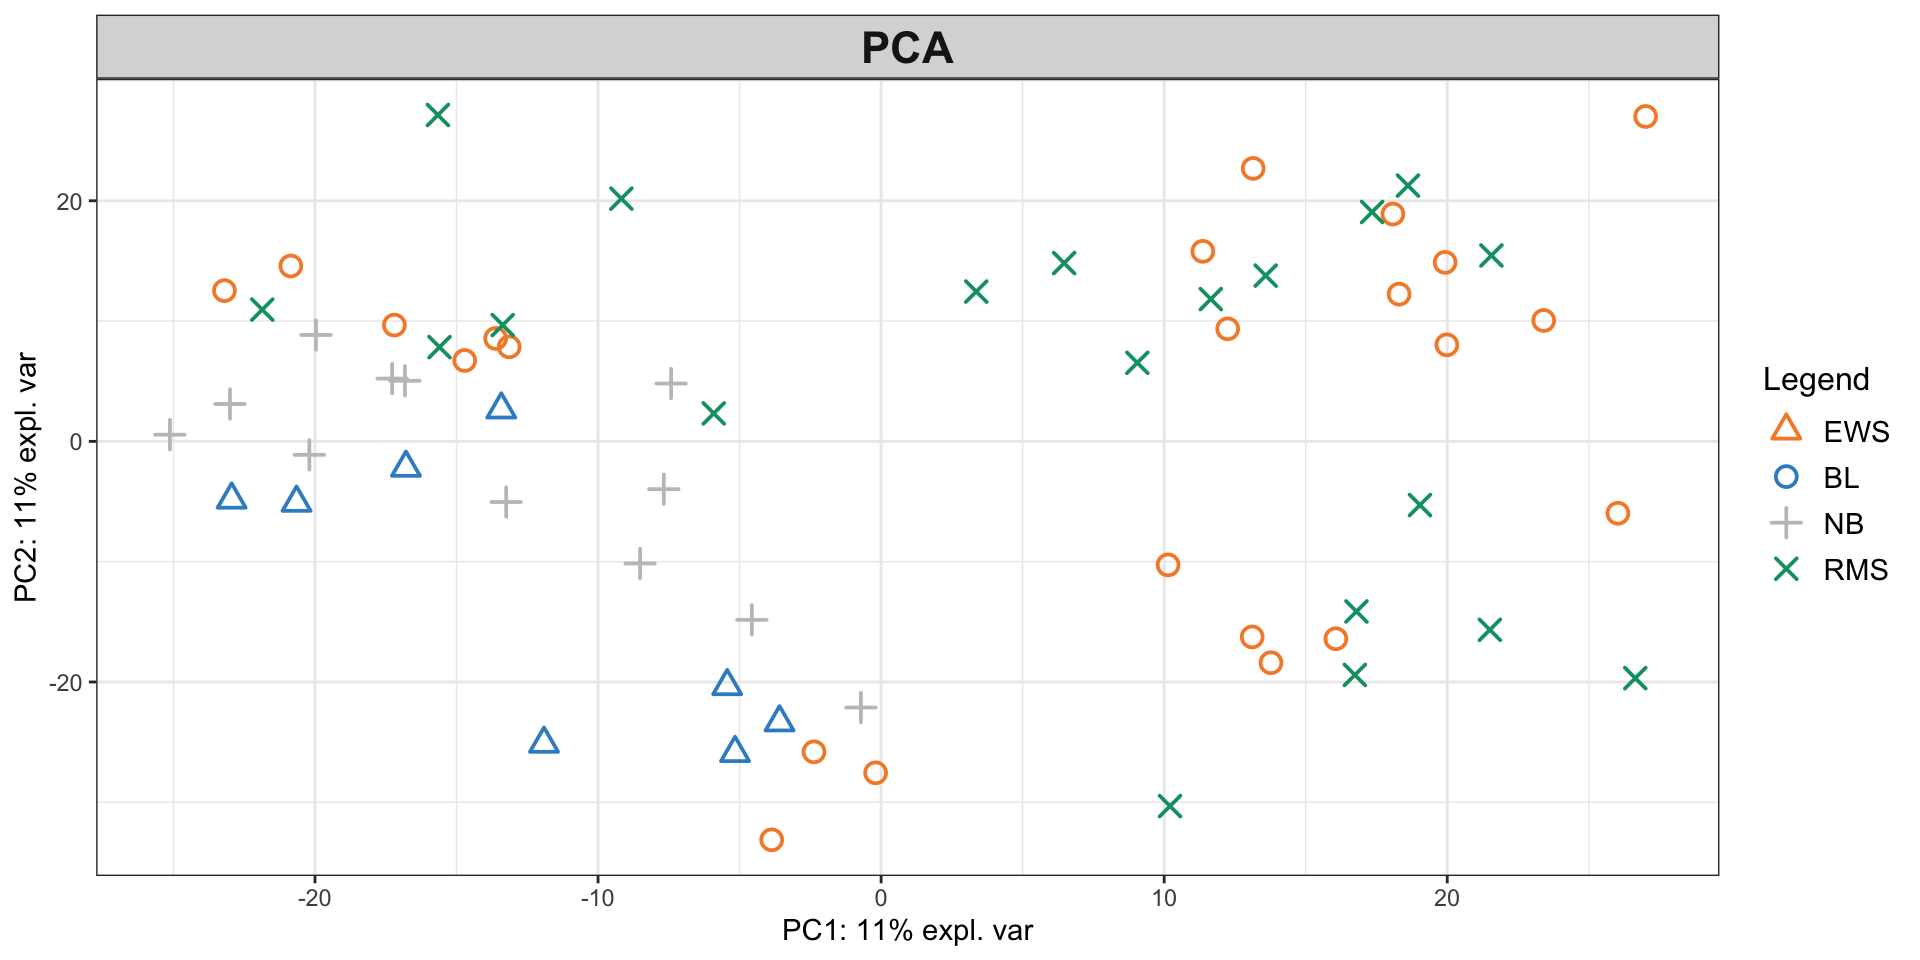 PCA
20
0
-20
PC2: 11% expl. var
-20
-10
0
10
20
PC1: 11% expl. var
Legend
EWS
BL
NB
RMS